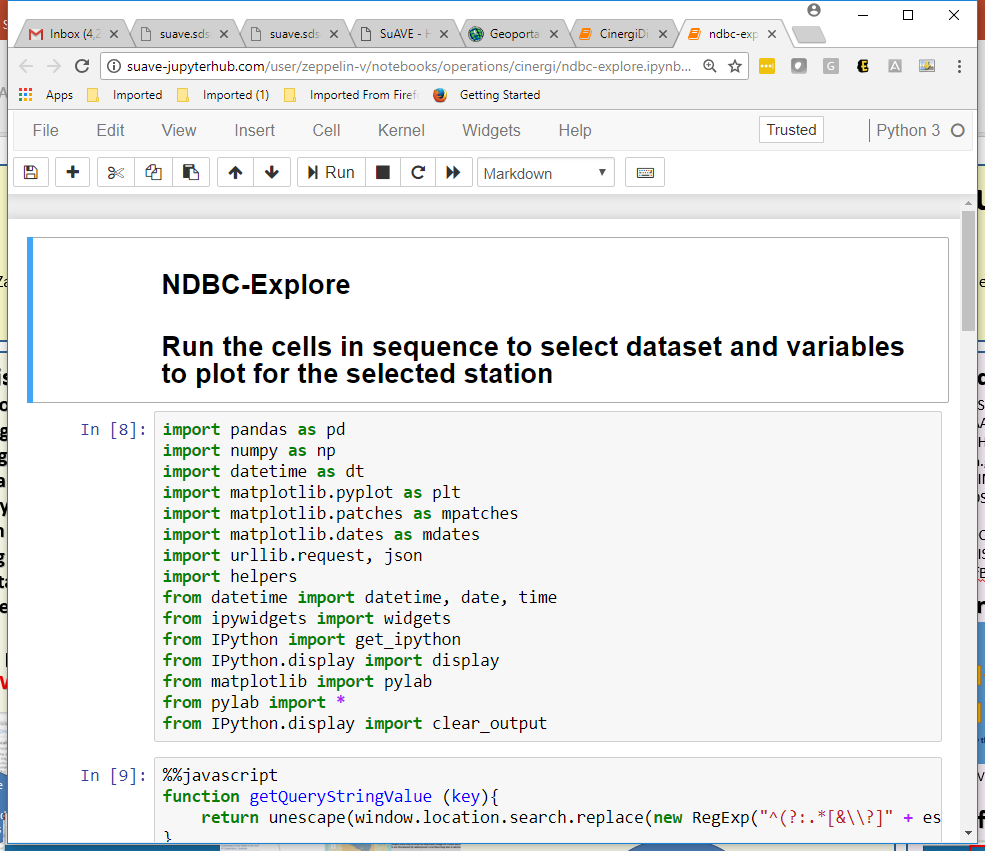 Inbox (4,2
suave.sds
suave.sds
SuAVE - H
Geoporta
CinergiDi
ndbc-exp
suave-jupyterhub.com/user/zeppelin-v/notebooks/operations/cinergi/ndbc-explore.ipynb...
Apps
Imported
Imported (1)
Imported From Firef
Getting Started
File Edit View Insert Cell Kernel Widgets Help
Trusted
Python 3
Run
Markdown
NDBC-Explore
Run the cells in sequence to select dataset and variables
to plot for the selected station
In [8]:
import pandas as pd
import numpy as np
import datetime as dt
import matplotlib.pyplot as plt
import matplotlib.patches as mpatches
import matplotlib.dates as mdates
import urllib.request, json
import helpers
from datetime import datetime, date, time
from ipywidgets import widgets
from IPython import get_ipython
from IPython.display import display
from matplotlib import pylab
from pylab import *
from IPython.display import clear_output
In [9]:
%%javascript
function getQueryStringValue (key){
    return unescape(window.location.search.replace(new RegExp("^(?:.*[&\\?]" + es
}